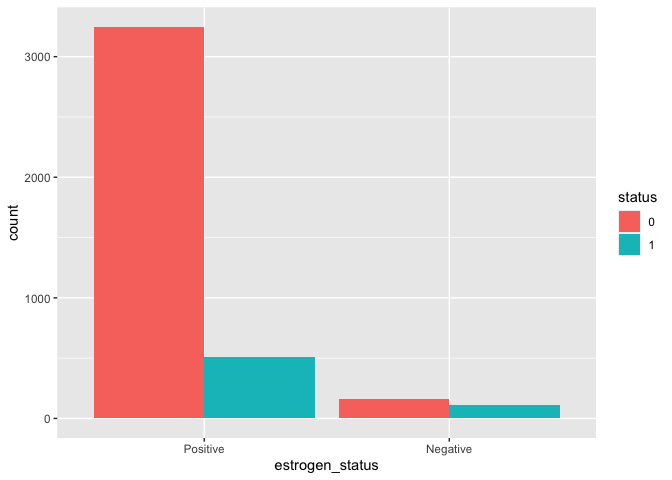 3000
2000
1000
0
count
Positive
Negative
estrogen_status
status
0
1